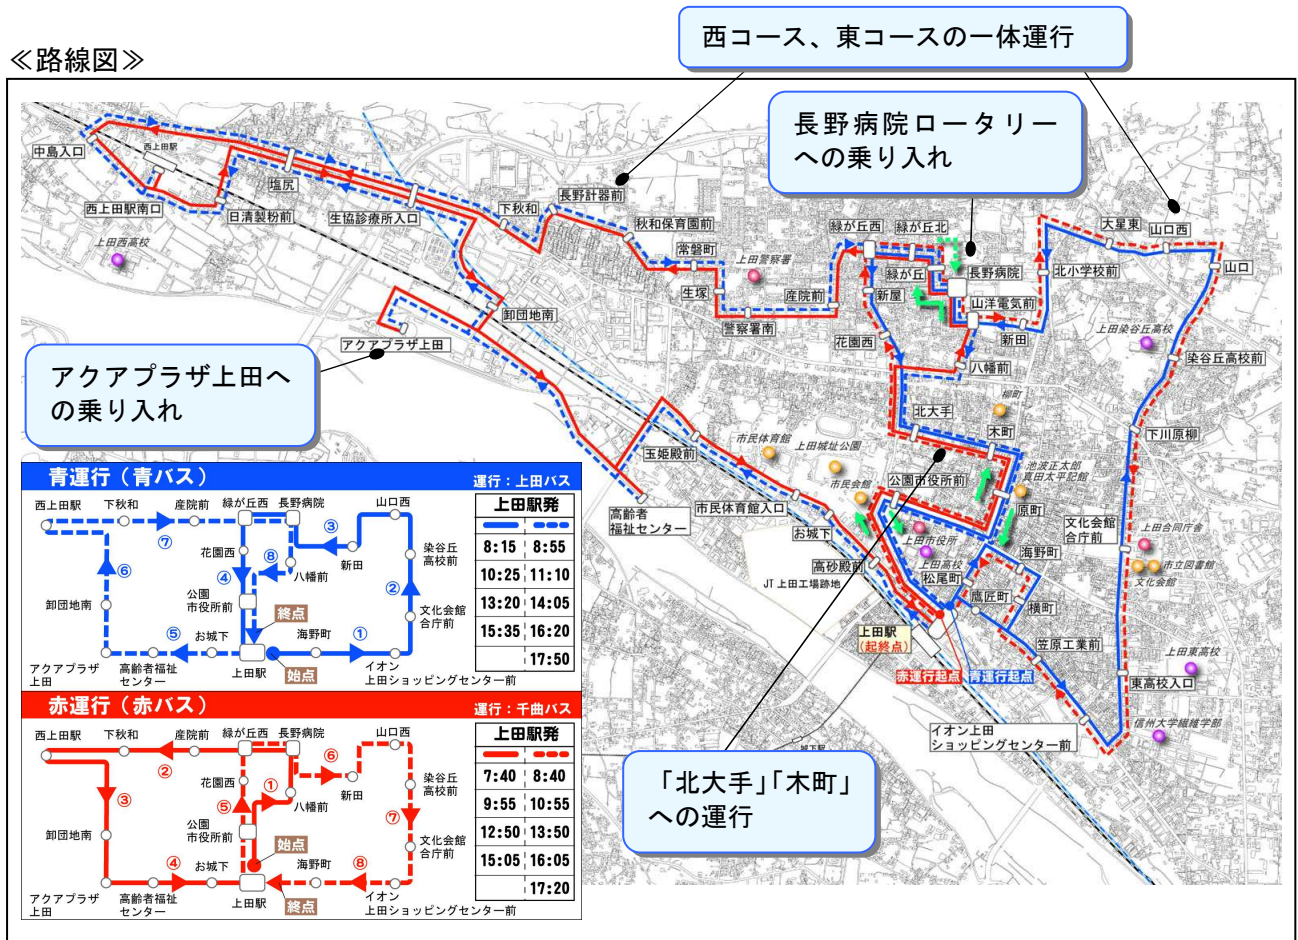 ≪路線図≫
西コース、東コースの一体運行
長野病院ロータリー
への乗り入れ
アクアプラザ上田へ
の乗り入れ
「北大手」「木町」
への運行
中島入口
西上田駅
西上田駅南口
日清製粉前
上田西高校
塩尻
生協診療所入口
下秋和
長野計器前
秋和保育園前
常磐町
生塚
上田警察署
警察署南
産院前
緑が丘西
緑が丘北
緑が丘
長野病院
新屋
山洋電気前
花園西
新田
八幡前
北小学校前
大星東
山口西
山口
上田染谷丘高校
染谷丘高校前
下川原柳
卸団地南
アクアプラザ上田
北大手
柳町
木町
池波正太郎
真田太平記館
原町
海野町
横町
公園市役所前
市民体育館
上田城址公園
市民会館
玉姫殿前
市民体育館入口
お城下
高砂殿前
高齢者
福祉センター
JT 上田工場跡地
上田市役所
上田高校
松尾町
鷹匠町
上田駅
(起終点)
赤運行起点
青運行起点
笠原工業前
イオン上田
ショッピングセンター前
文化会館
合庁前
上田合同庁舎
市立図書館
文化会館
上田東高校
東高校入口
信州大学繊維学部
城下駅
青運行（青バス）
運行：上田バス
西上田駅
下秋和
産院前
緑が丘西
長野病院
山口西
③
⑦
花園西
⑧
新田
八幡前
染谷丘
高校前
⑥
④
②
公園
市役所前
終点
文化会館
合庁前
卸団地南
⑤
お城下
海野町
①
アクアプラザ
上田
高齢者福祉
センター
上田駅
始点
イオン
上田ショッピングセンター前
上田駅発
8:15 8:55
10:25 11:10
13:20 14:05
15:35 16:20
17:50
赤運行（赤バス）
運行：千曲バス
西上田駅
下秋和
産院前
緑が丘西
長野病院
山口西
⑥
②
花園西
①
新田
八幡前
染谷丘
高校前
③
⑤
⑦
公園
市役所前
始点
文化会館
合庁前
卸団地南
④
お城下
海野町
⑧
アクアプラザ
上田
高齢者福祉
センター
上田駅
終点
イオン
上田ショッピングセンター前
上田駅発
7:40 8:40
9:55 10:55
12:50 13:50
15:05 16:05
17:20